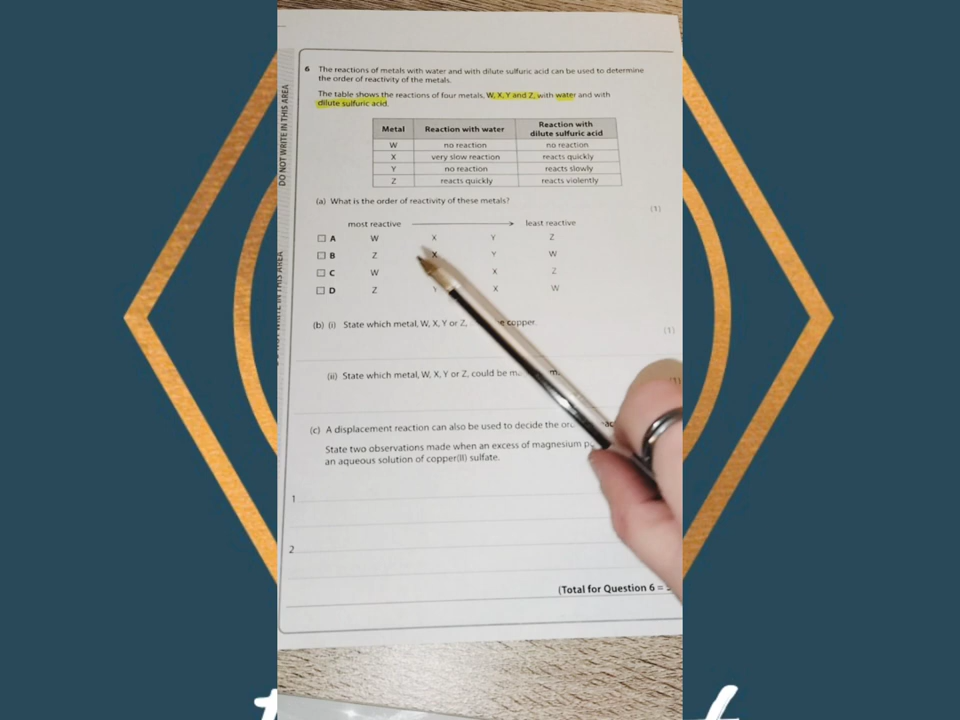 6 The reactions of metals with water and with dilute sulfuric acid can be used to determine
the order of reactivity of the metals.
The table shows the reactions of four metals, W, X, Y and Z, with water and with
dilute sulfuric acid.
Metal Reaction with water Reaction with dilute sulfuric acid
W no reaction no reaction
X very slow reaction reacts quickly
Y no reaction reacts slowly
Z reacts quickly reacts violently
(a) What is the order of reactivity of these metals?
(1)
most reactive least reactive
A W X Y Z
B Z X Y W
C W X Z
D Z Y X W
(b) (i) State which metal, W, X, Y or Z, copper.
(1)
(ii) State which metal, W, X, Y or Z, could be
(1)
(c) A displacement reaction can also be used to decide the
State two observations made when an excess of magnesium
an aqueous solution of copper(II) sulfate.
1
2
(Total for Question 6 =
DO NOT WRITE IN THIS AREA